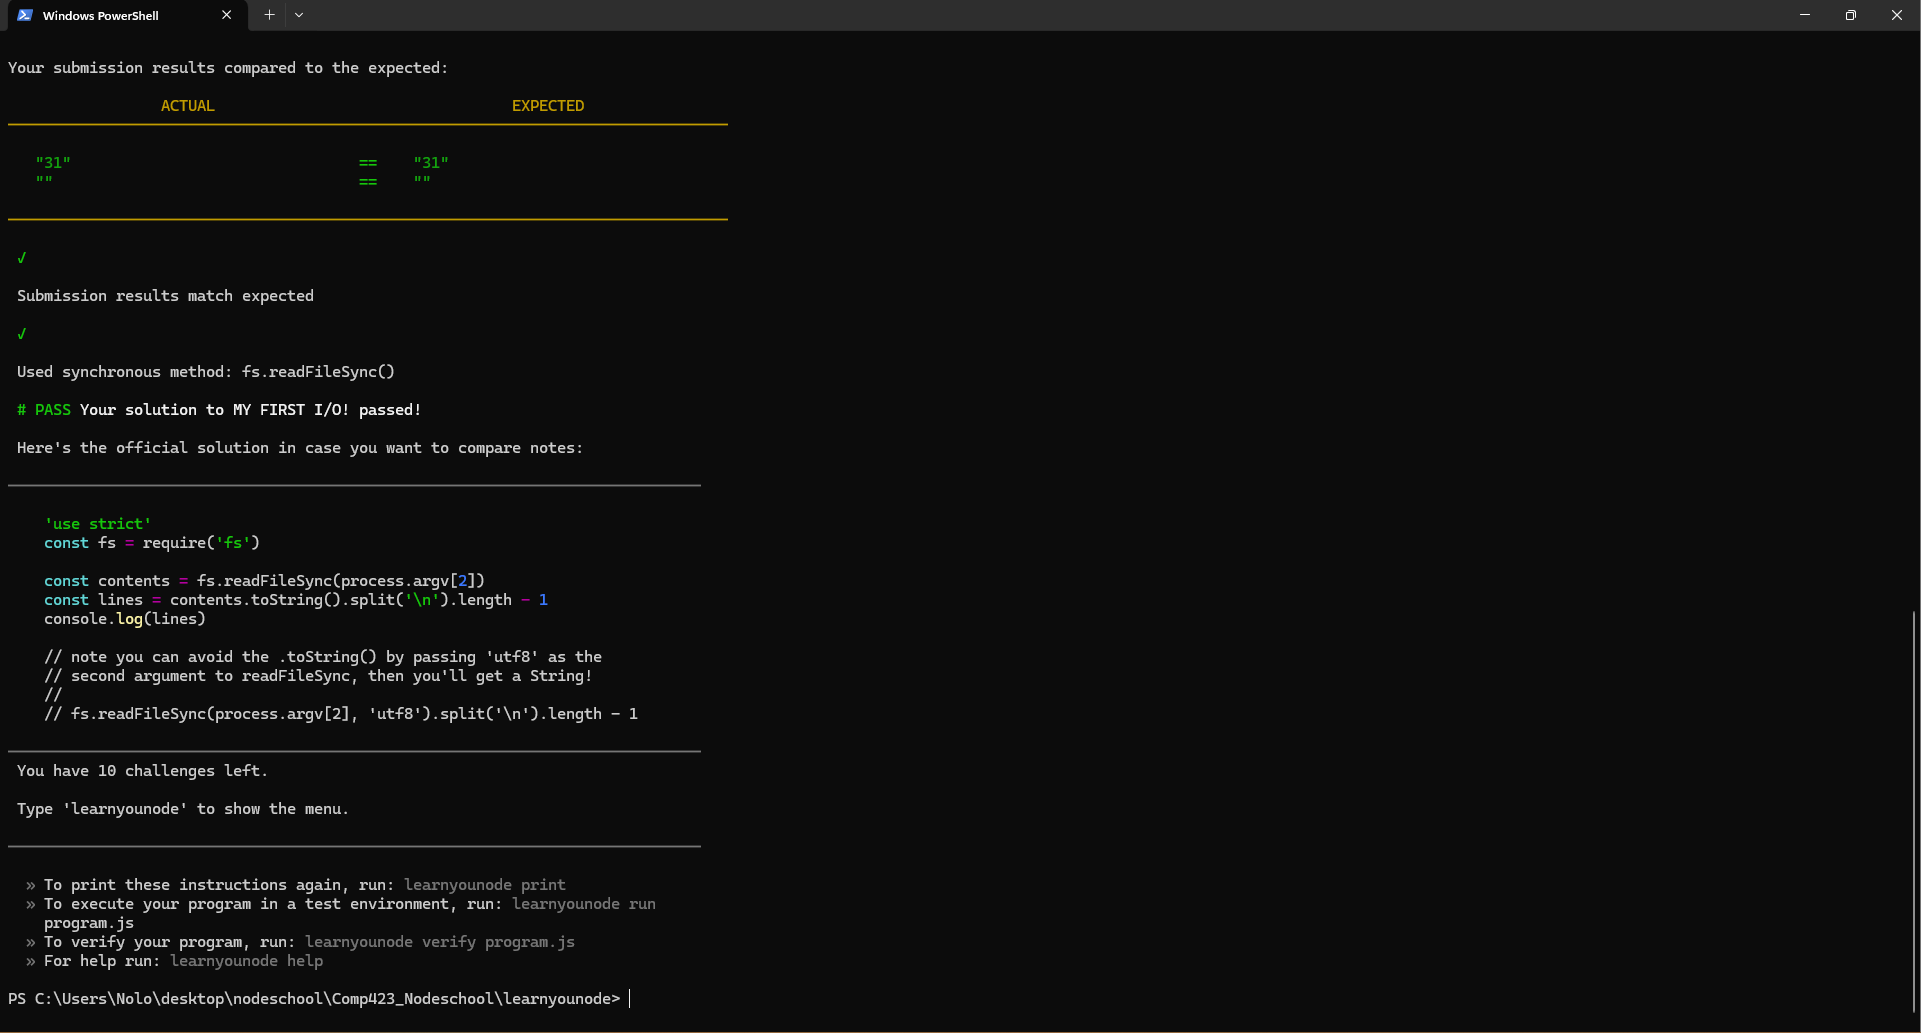 Windows PowerShell
Your submission results compared to the expected:
ACTUAL EXPECTED
"31" == "31"
"" == ""
✓
Submission results match expected
✓
Used synchronous method: fs.readFileSync()
# PASS Your solution to MY FIRST I/O! passed!
Here's the official solution in case you want to compare notes:
'use strict'
const fs = require('fs')
const contents = fs.readFileSync(process.argv[2])
const lines = contents.toString().split('\n').length - 1
console.log(lines)
// note you can avoid the .toString() by passing 'utf8' as the
// second argument to readFileSync, then you'll get a String!
//
// fs.readFileSync(process.argv[2], 'utf8').split('\n').length - 1
You have 10 challenges left.
Type 'learnyounode' to show the menu.
» To print these instructions again, run: learnyounode print
» To execute your program in a test environment, run: learnyounode run
program.js
» To verify your program, run: learnyounode verify program.js
» For help run: learnyounode help
PS C:\Users\Nolo\desktop\nodeschool\Comp423_Nodeschool\learnyounode>